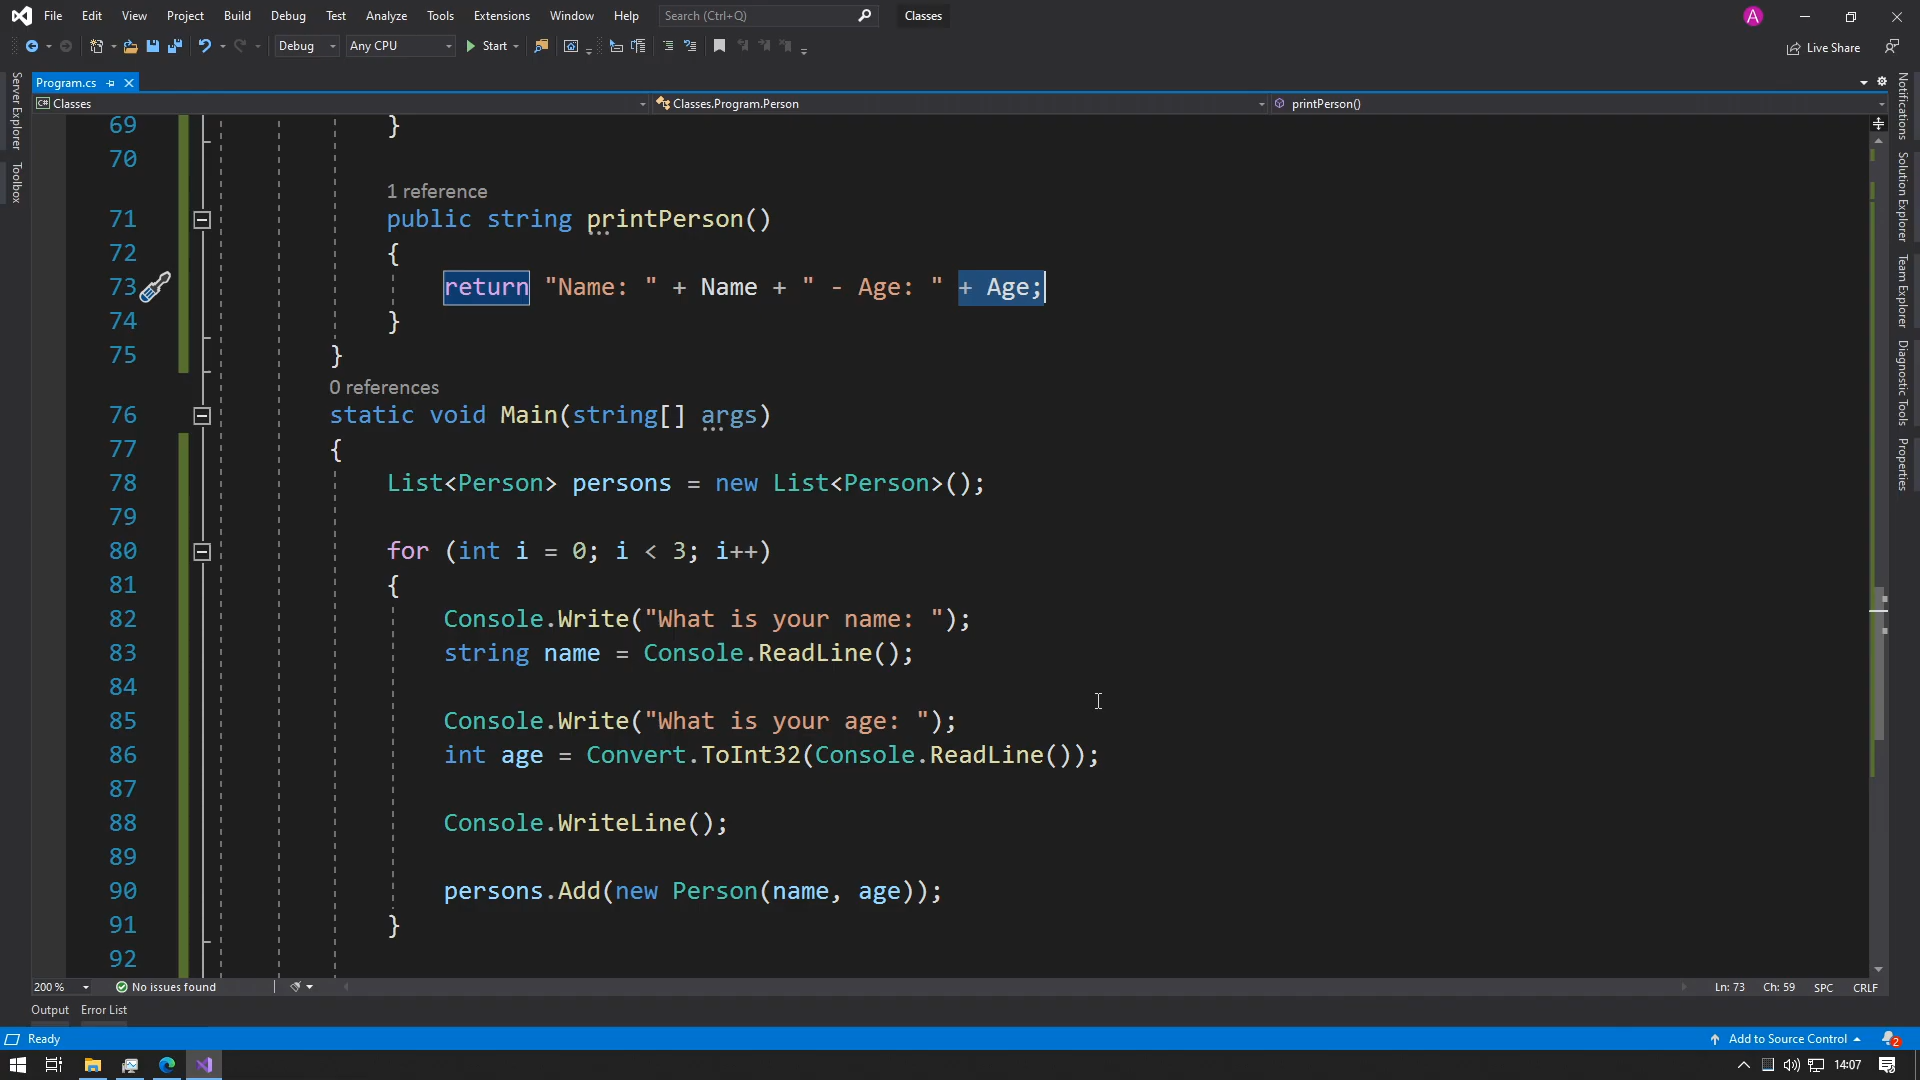 File Edit View Project Build Debug Test Analyze Tools Extensions Window Help Search (Ctrl+Q) Classes A
Debug Any CPU Start Live Share
Program.cs
Classes Classes.Program.Person printPerson()
Server Explorer
Toolbox
Notifications
Solution Explorer
Team Explorer
Diagnostic Tools
Properties
69 }
70
1 reference
71 public string printPerson()
72 {
73 return "Name: " + Name + " - Age: " + Age;
74 }
75 }
0 references
76 static void Main(string[] args)
77 {
78 List<Person> persons = new List<Person>();
79
80 for (int i = 0; i < 3; i++)
81 {
82 Console.Write("What is your name: ");
83 string name = Console.ReadLine();
84
85 Console.Write("What is your age: ");
86 int age = Convert.ToInt32(Console.ReadLine());
87
88 Console.WriteLine();
89
90 persons.Add(new Person(name, age));
91 }
92
200 % No issues found Ln: 73 Ch: 59 SPC CRLF
Output Error List
Ready Add to Source Control 2
14:07